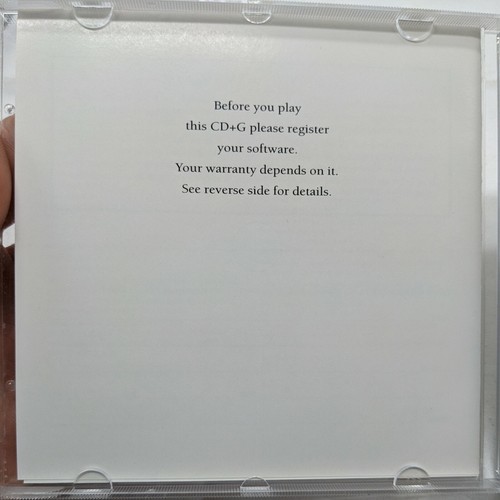 Before you play
this CD+G please register
your software.
Your warranty depends on it.
See reverse side for details.